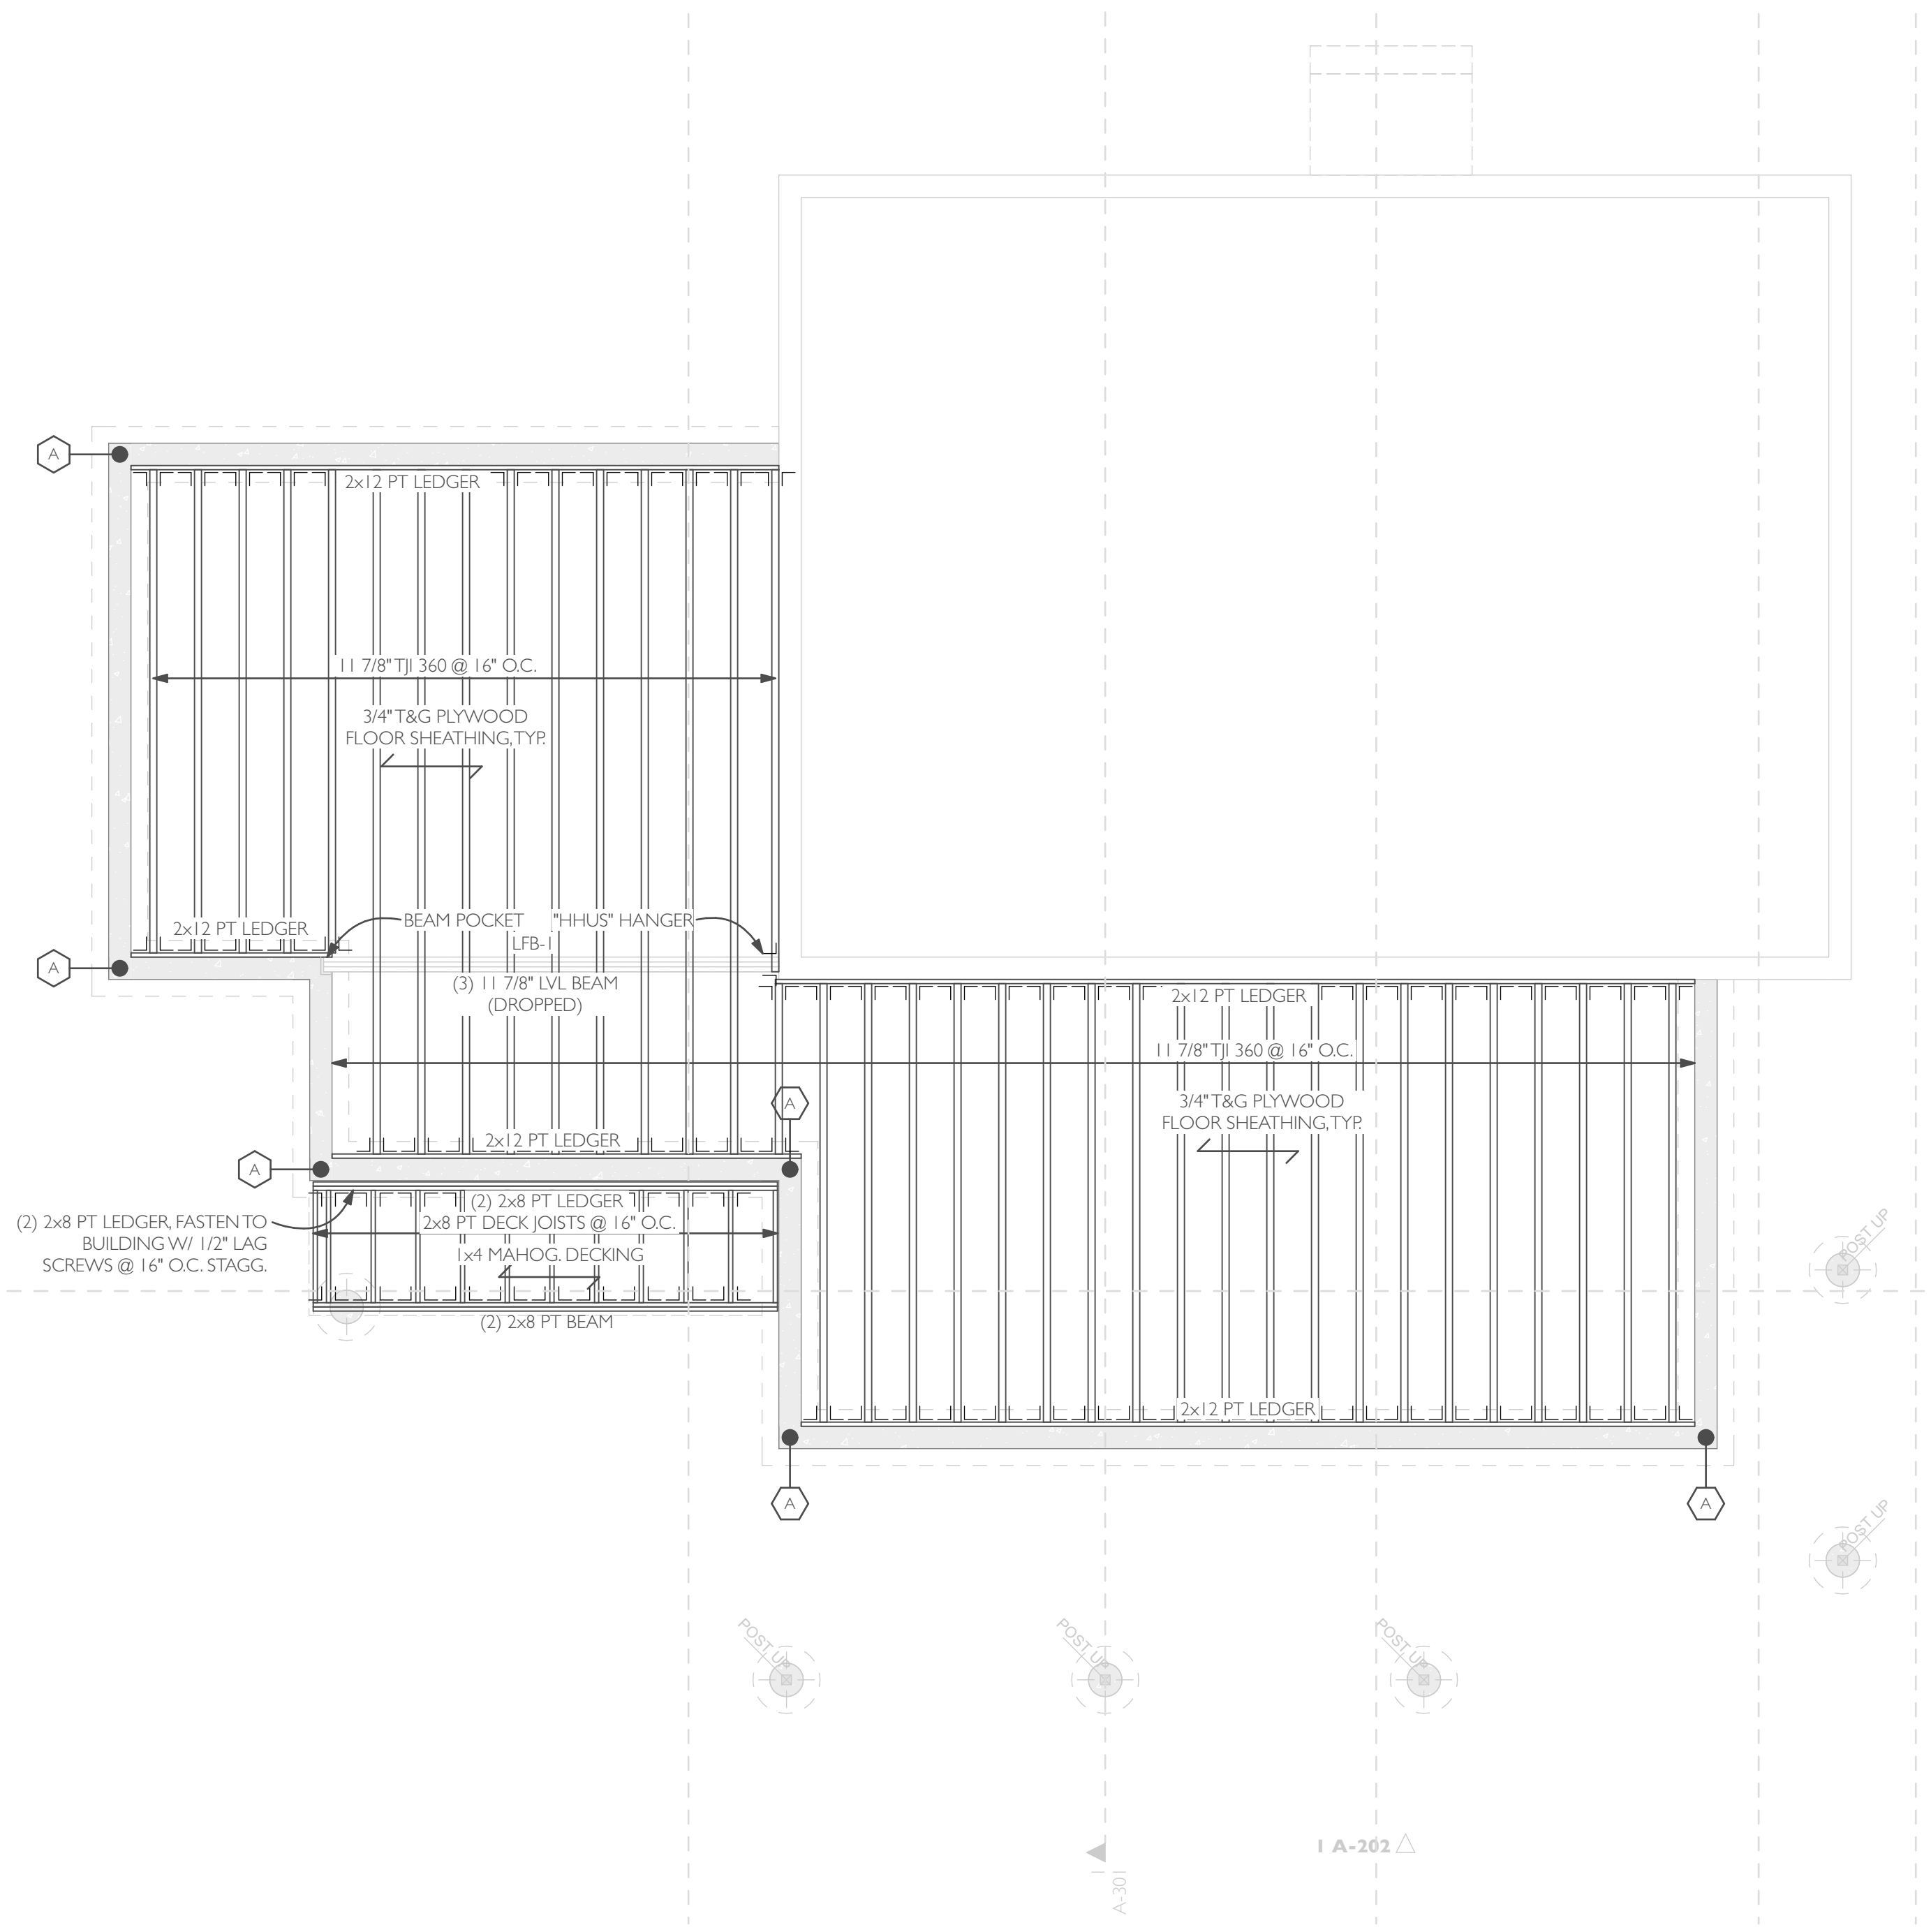 A
2x12 PT LEDGER
11 7/8" TJI 360 @ 16" O.C.
3/4" T&G PLYWOOD
FLOOR SHEATHING, TYP.
2x12 PT LEDGER
BEAM POCKET
"HHUS" HANGER
LFB-1
A
(3) 11 7/8" LVL BEAM
(DROPPED)
2x12 PT LEDGER
11 7/8" TJI 360 @ 16" O.C.
3/4" T&G PLYWOOD
FLOOR SHEATHING, TYP.
A
2x12 PT LEDGER
A
(2) 2x8 PT LEDGER
2x8 PT DECK JOISTS @ 16" O.C.
(2) 2x8 PT LEDGER, FASTEN TO
BUILDING W/ 1/2" LAG
SCREWS @ 16" O.C. STAGG.
1x4 MAHOG. DECKING
(2) 2x8 PT BEAM
POST UP
2x12 PT LEDGER
A
A
POST UP
POST UP
POST UP
POST UP
1 A-202
1
A-301